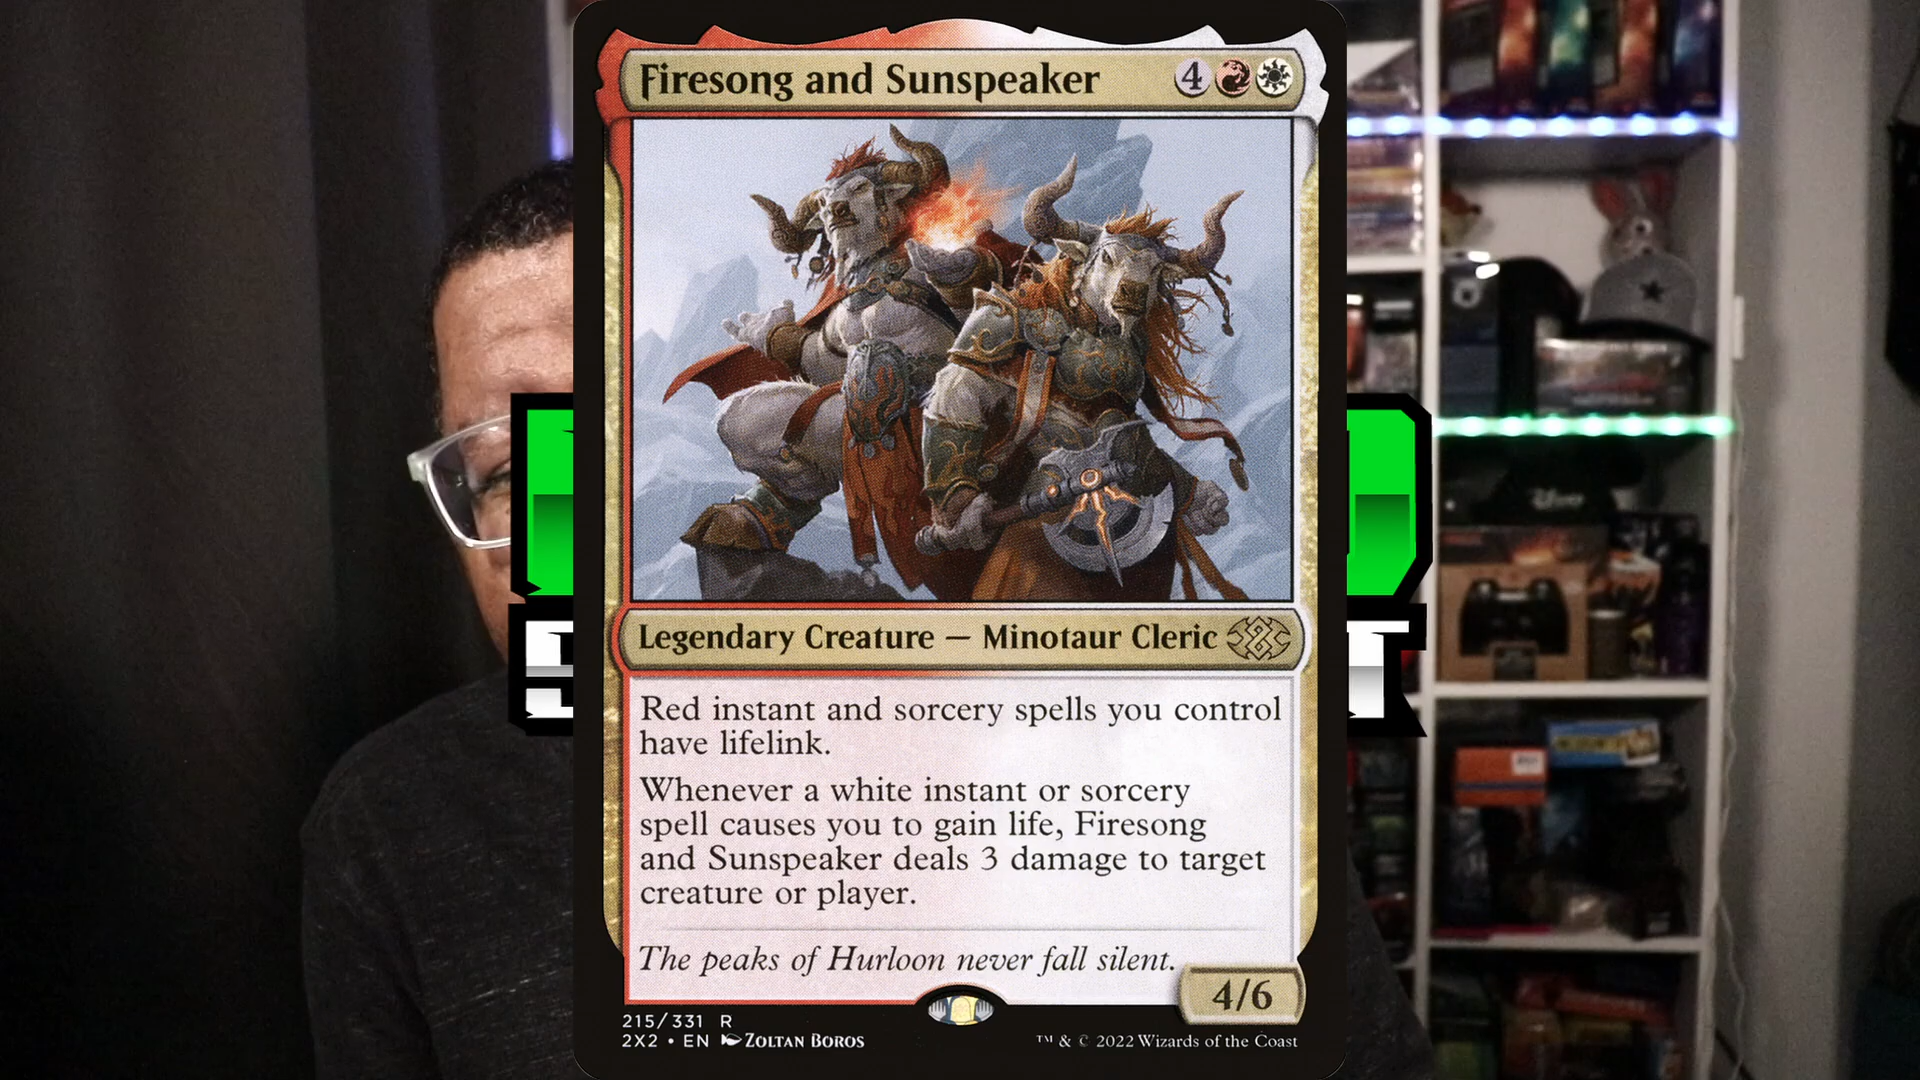 Firesong and Sunspeaker 4
Legendary Creature — Minotaur Cleric
Red instant and sorcery spells you control
have lifelink.
Whenever a white instant or sorcery
spell causes you to gain life, Firesong
and Sunspeaker deals 3 damage to target
creature or player.
The peaks of Hurloon never fall silent.
4/6
215/331 R
2X2 • EN Zoltan Boros
™ & © 2022 Wizards of the Coast